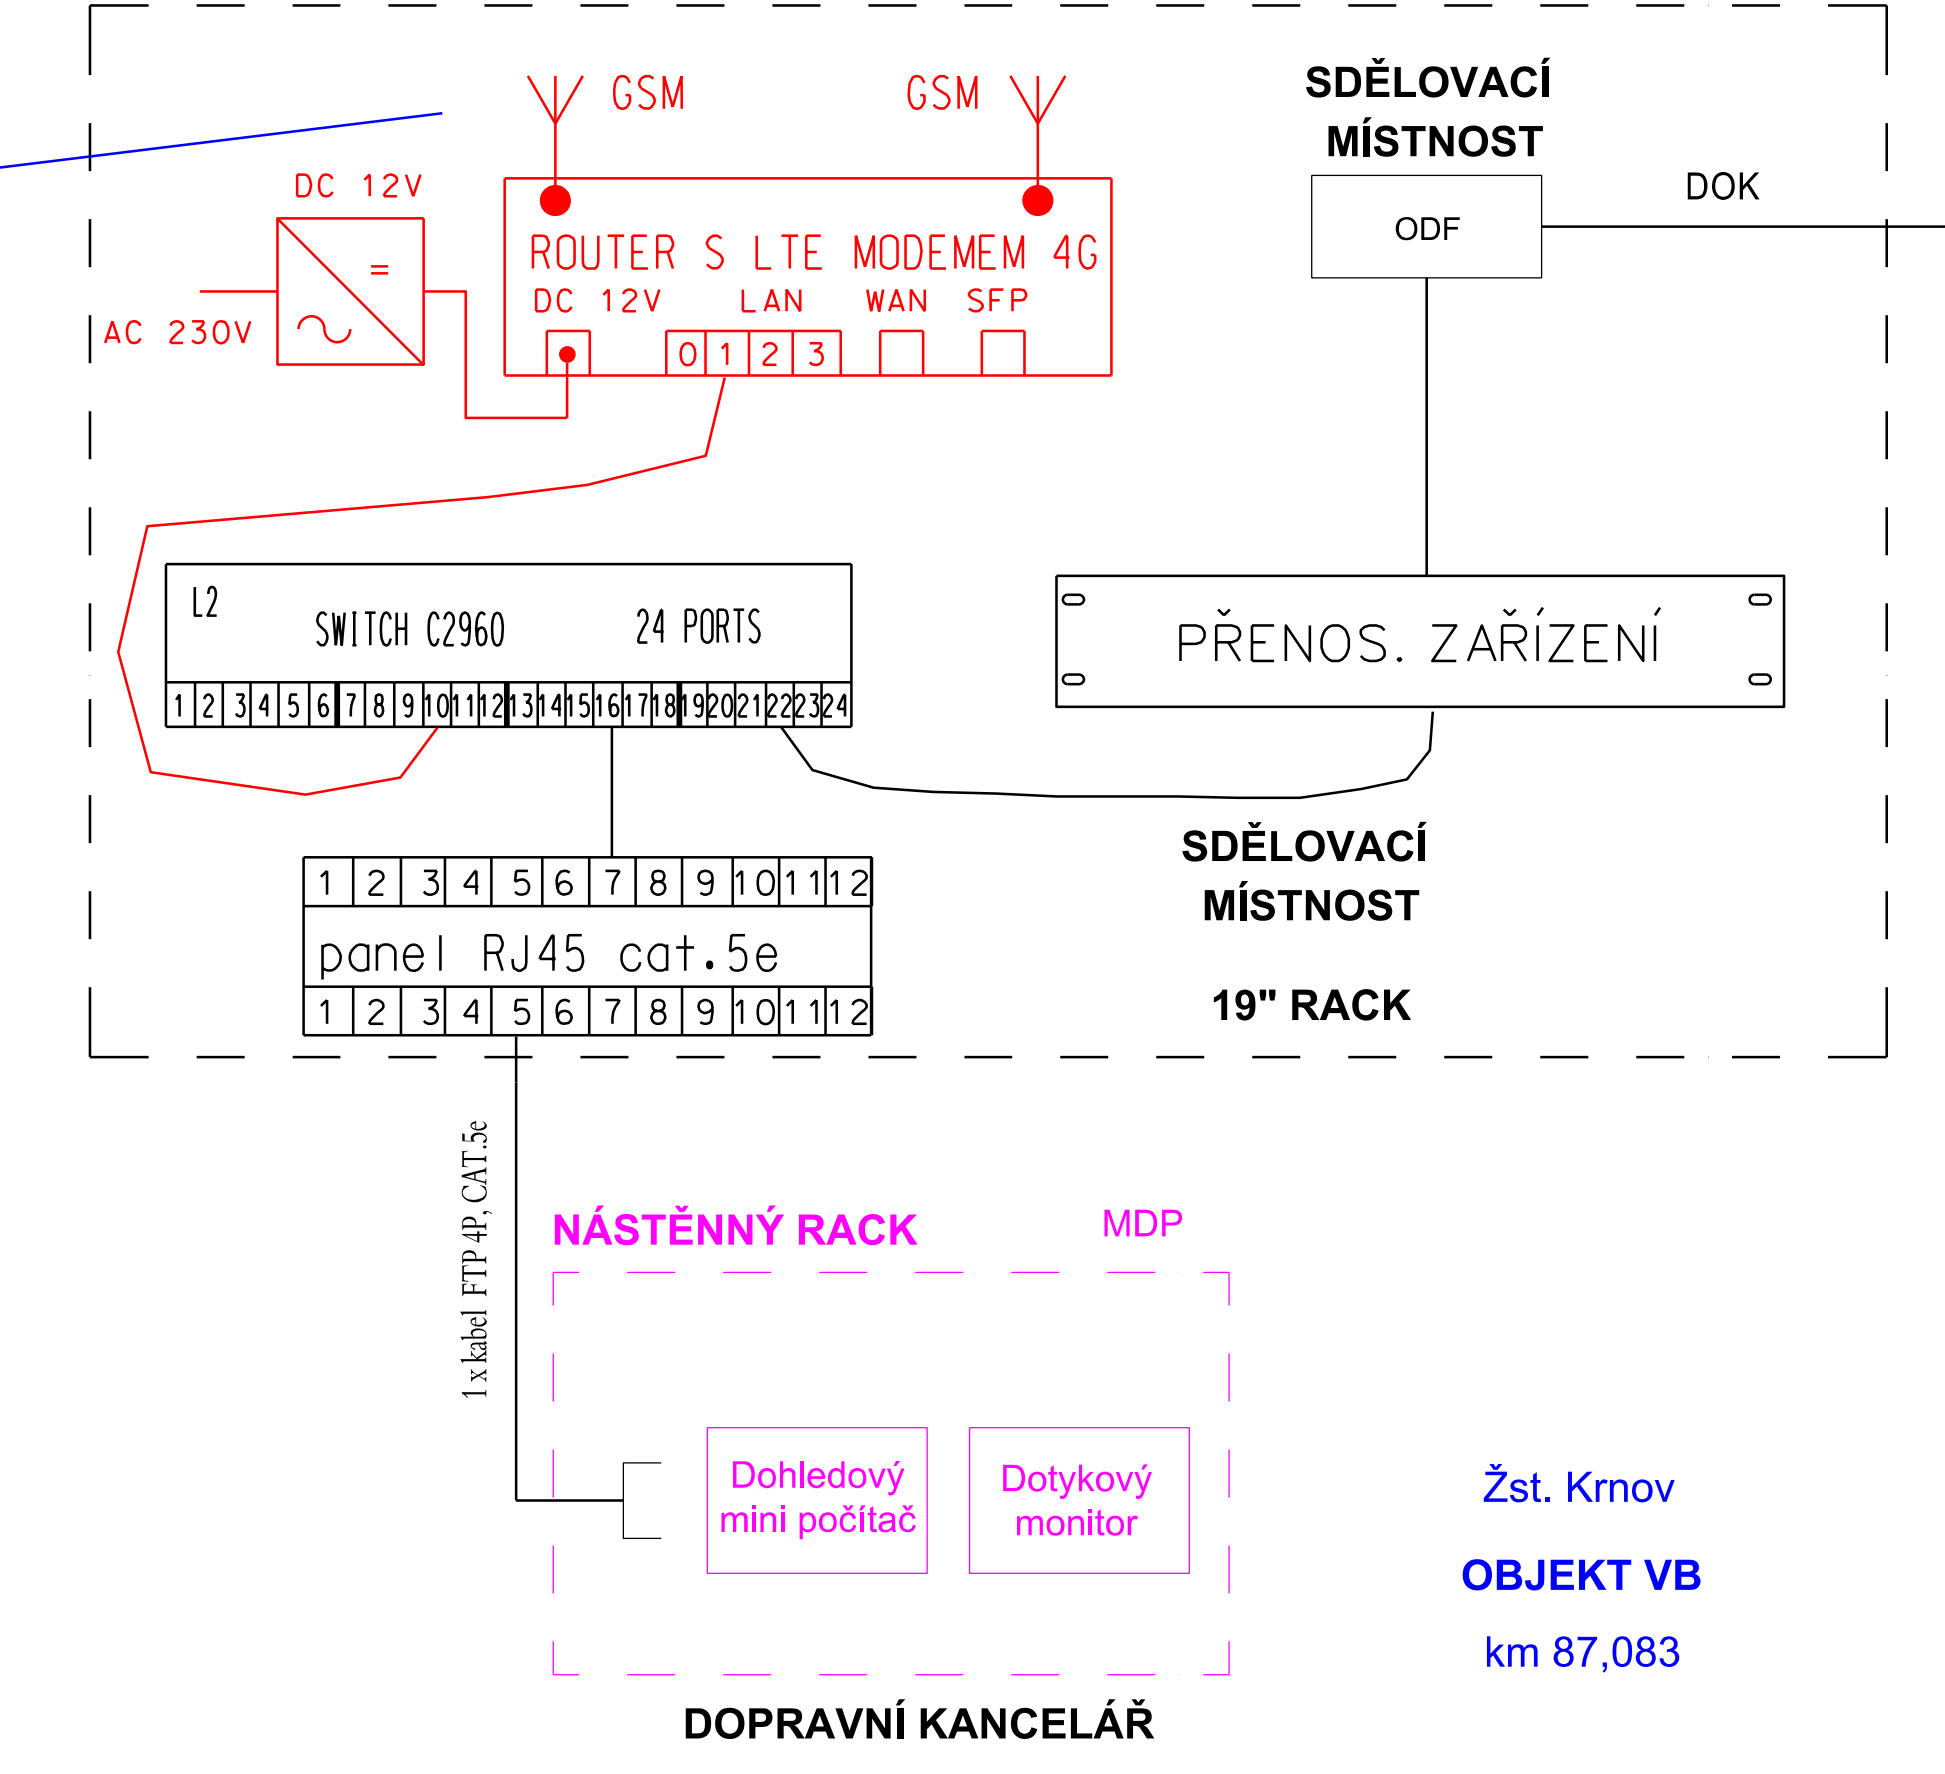 GSM
GSM
SDĚLOVACÍ
MÍSTNOST
DC 12V
DOK
ODF
ROUTER S LTE MODEMEM 4G
DC 12V
LAN
WAN
SFP
=
AC 230V
0 1 2 3
L2
SWITCH C2960
24 PORTS
PŘENOS. ZAŘÍZENÍ
1 2 3 4 5 6 7 8 9 10 11 12 13 14 15 16 17 18 19 20 21 22 23 24
SDĚLOVACÍ
MÍSTNOST
1 2 3 4 5 6 7 8 9 10 11 12
panel RJ45 cat.5e
19" RACK
1 2 3 4 5 6 7 8 9 10 11 12
1 x kabel FTP 4P, CAT.5e
NÁSTĚNNÝ RACK
MDP
Dohledový
mini počítač
Dotykový
monitor
Žst. Krnov
OBJEKT VB
km 87,083
DOPRAVNÍ KANCELÁŘ